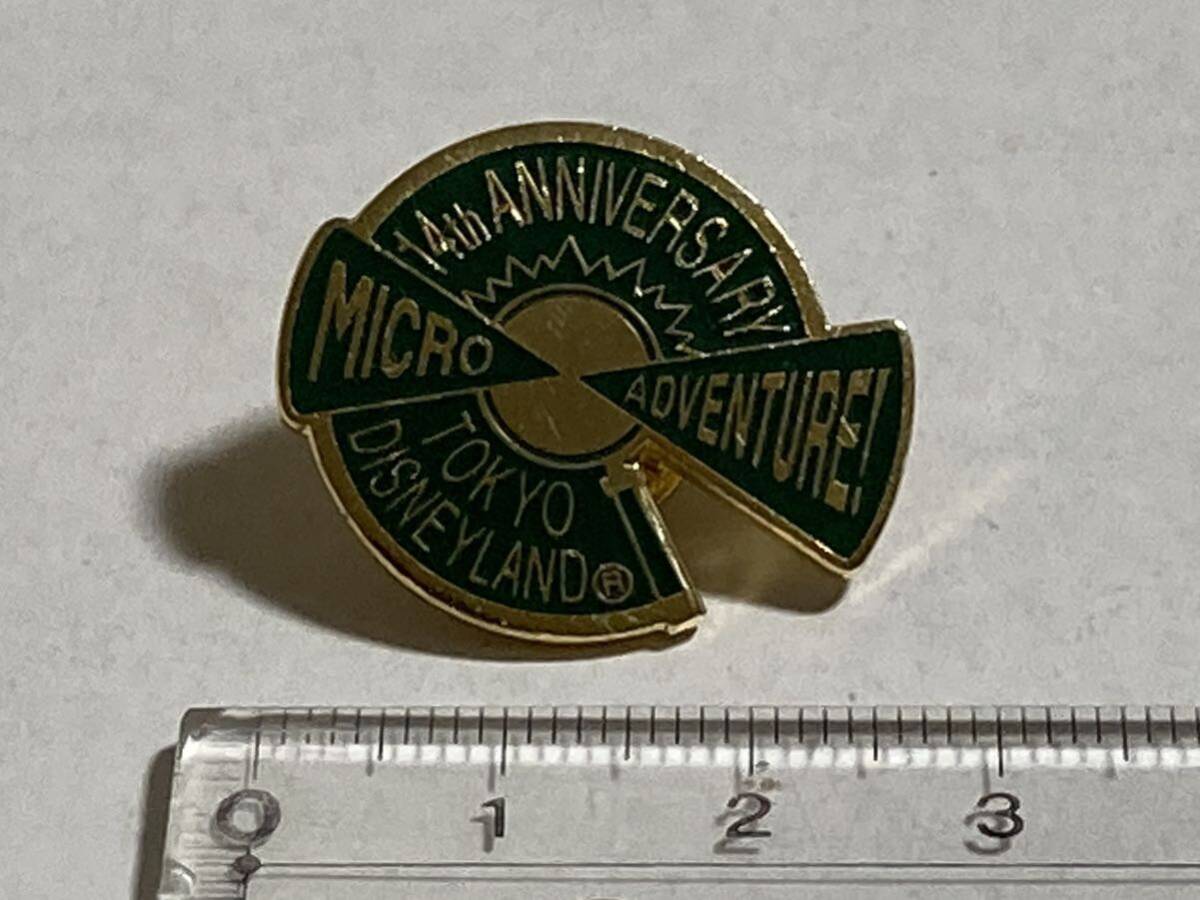 14th ANNIVERSARY
MICRO
ADVENTURE!
TOKYO
DISNEYLAND®
0 1 2 3